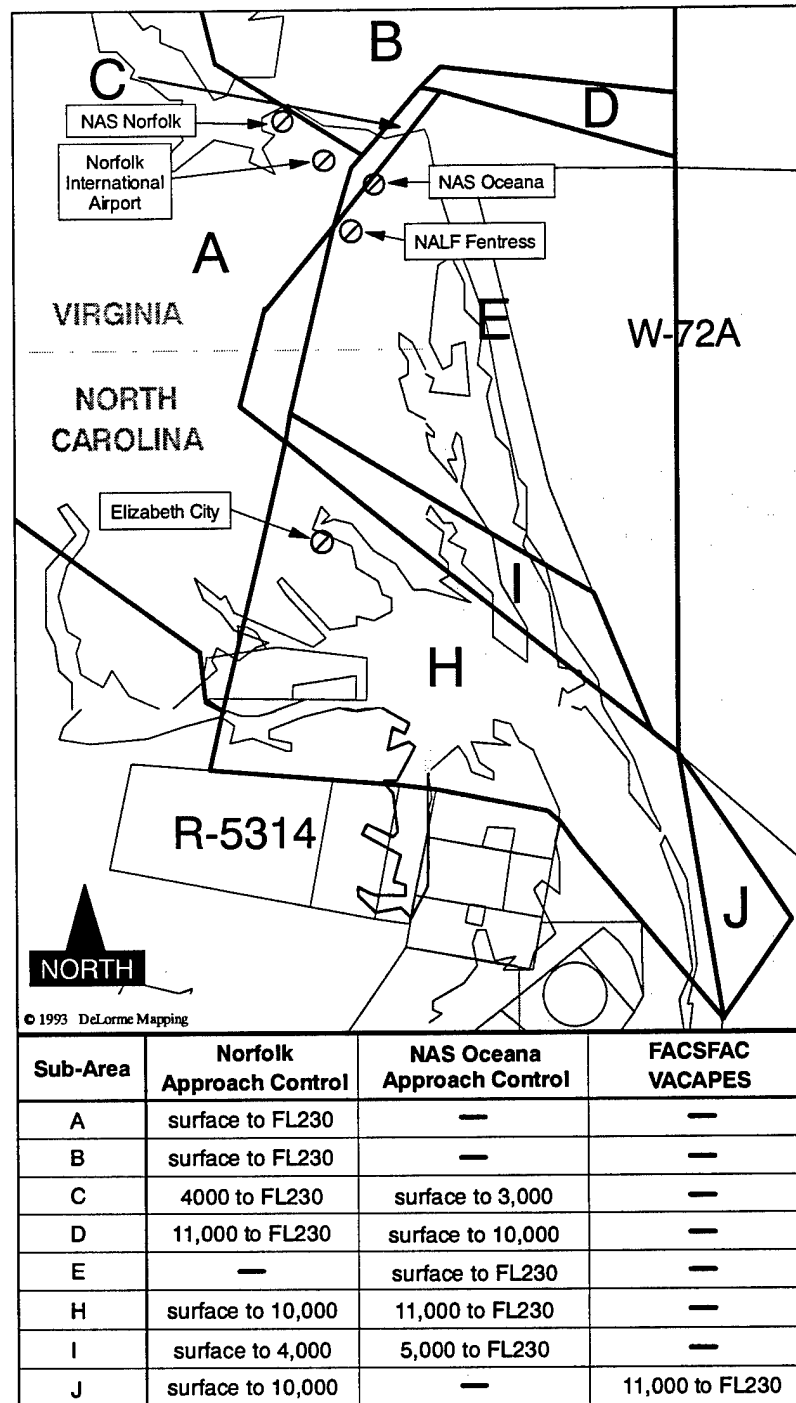 B
C
D
NAS Norfolk
Norfolk
International
Airport
NAS Oceana
NALF Fentress
A
E
VIRGINIA
W-72A
NORTH
CAROLINA
Elizabeth City
I
H
R-5314
J
NORTH
© 1993 DeLorme Mapping
Sub-Area Norfolk Approach Control NAS Oceana Approach Control FACSFAC VACAPES
A surface to FL230 — —
B surface to FL230 — —
C 4000 to FL230 surface to 3,000 —
D 11,000 to FL230 surface to 10,000 —
E — surface to FL230 —
H surface to 10,000 11,000 to FL230 —
I surface to 4,000 5,000 to FL230 —
J surface to 10,000 — 11,000 to FL230